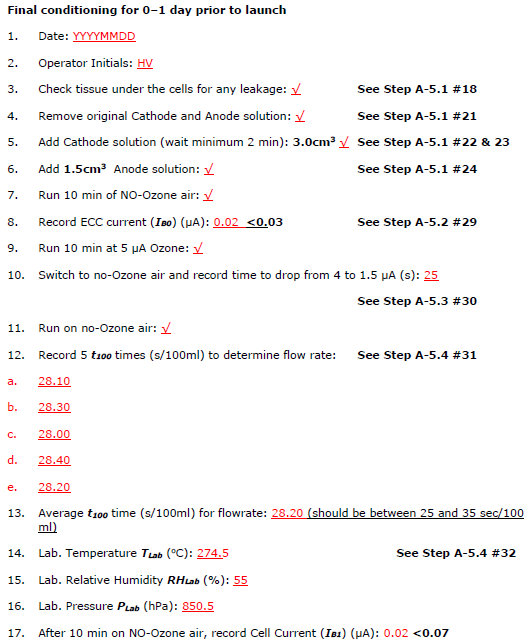 Final conditioning for 0–1 day prior to launch
1. Date: YYYYMMDD
2. Operator Initials: HV
3. Check tissue under the cells for any leakage: √ See Step A-5.1 #18
4. Remove original Cathode and Anode solution: √ See Step A-5.1 #21
5. Add Cathode solution (wait minimum 2 min): 3.0cm³ √ See Step A-5.1 #22 & 23
6. Add 1.5cm³ Anode solution: √ See Step A-5.1 #24
7. Run 10 min of NO-Ozone air: √
8. Record ECC current (IB0) (µA): 0.02 <0.03 See Step A-5.2 #29
9. Run 10 min at 5 µA Ozone: √
10. Switch to no-Ozone air and record time to drop from 4 to 1.5 µA (s): 25
See Step A-5.3 #30
11. Run on no-Ozone air: √
12. Record 5 t100 times (s/100ml) to determine flow rate: See Step A-5.4 #31
a. 28.10
b. 28.30
c. 28.00
d. 28.40
e. 28.20
13. Average t100 time (s/100ml) for flowrate: 28.20 (should be between 25 and 35 sec/100
ml)
14. Lab. Temperature TLab (°C): 274.5 See Step A-5.4 #32
15. Lab. Relative Humidity RHLab (%): 55
16. Lab. Pressure PLab (hPa): 850.5
17. After 10 min on NO-Ozone air, record Cell Current (IB1) (µA): 0.02 <0.07